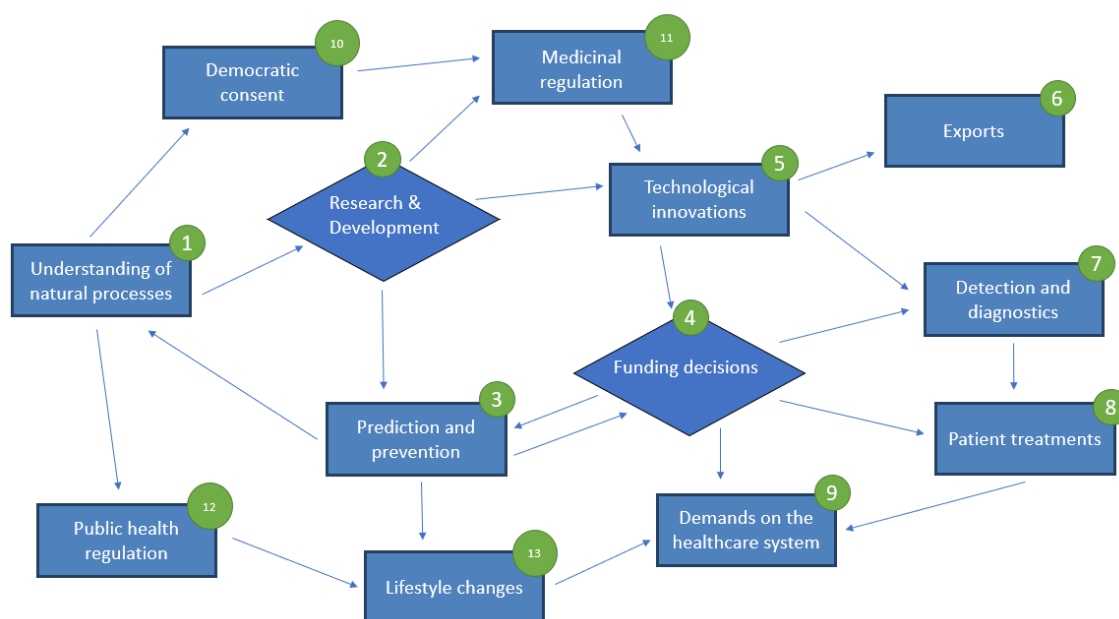 10
Democratic
consent
11
Medicinal
regulation
6
Exports
2
Research &
Development
5
Technological
innovations
1
Understanding of
natural processes
7
Detection and
diagnostics
4
Funding decisions
3
Prediction and
prevention
8
Patient treatments
12
Public health
regulation
9
Demands on the
healthcare system
13
Lifestyle changes